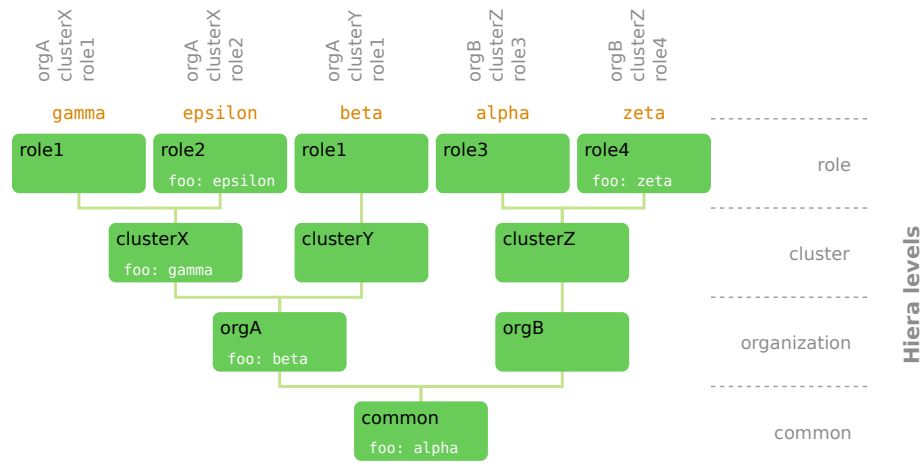 orgA
clusterX
role1
orgA
clusterX
role2
orgA
clusterY
role1
orgB
clusterZ
role3
orgB
clusterZ
role4
gamma
epsilon
beta
alpha
zeta
role1
role2
foo: epsilon
role1
role3
role4
foo: zeta
role
clusterX
foo: gamma
clusterY
clusterZ
cluster
orgA
foo: beta
orgB
organization
common
foo: alpha
common
Hiera levels